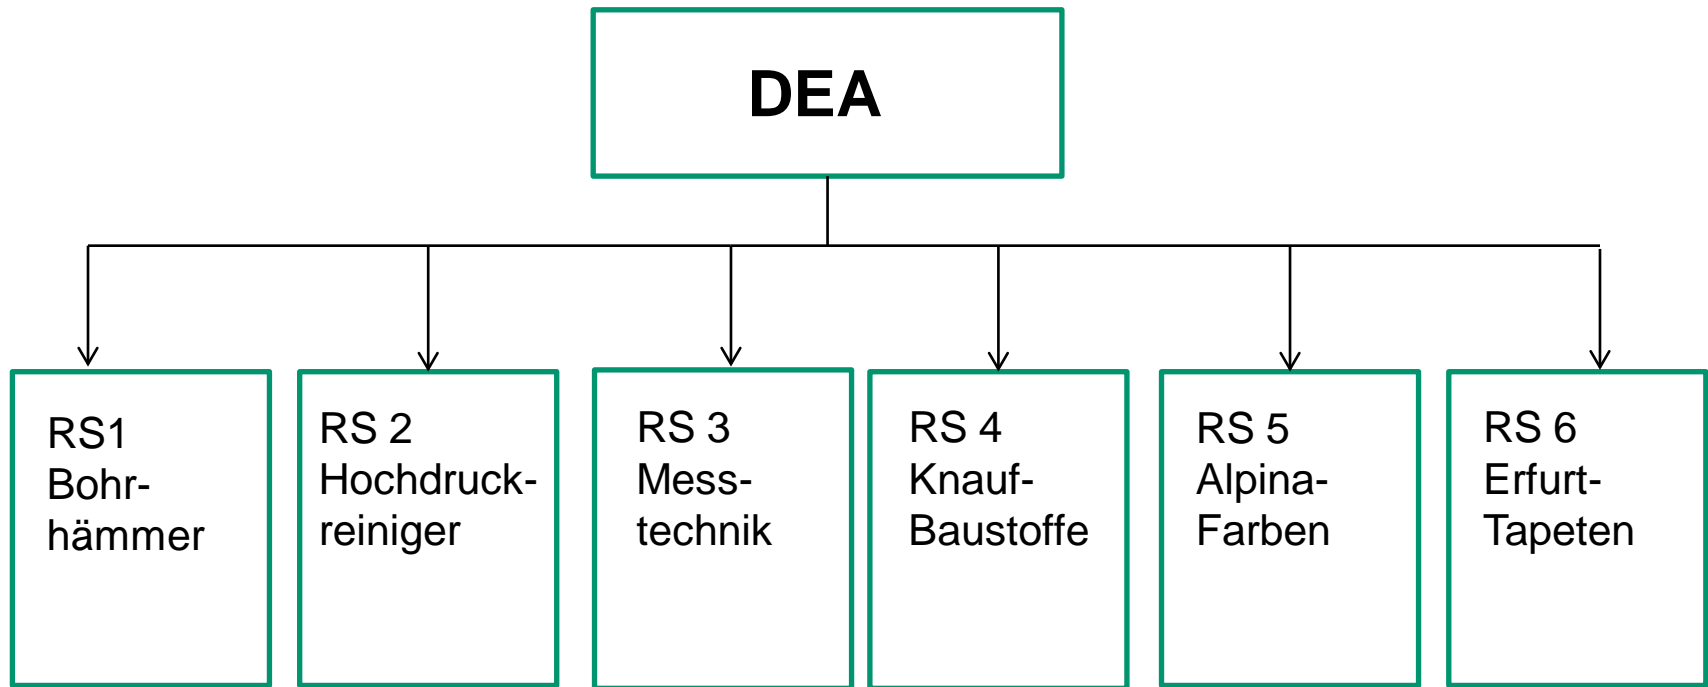 DEA
RS1
Bohr-
hämmer
RS 2
Hochdruck-
reiniger
RS 3
Mess-
technik
RS 4
Knauf-
Baustoffe
RS 5
Alpina-
Farben
RS 6
Erfurt-
Tapeten